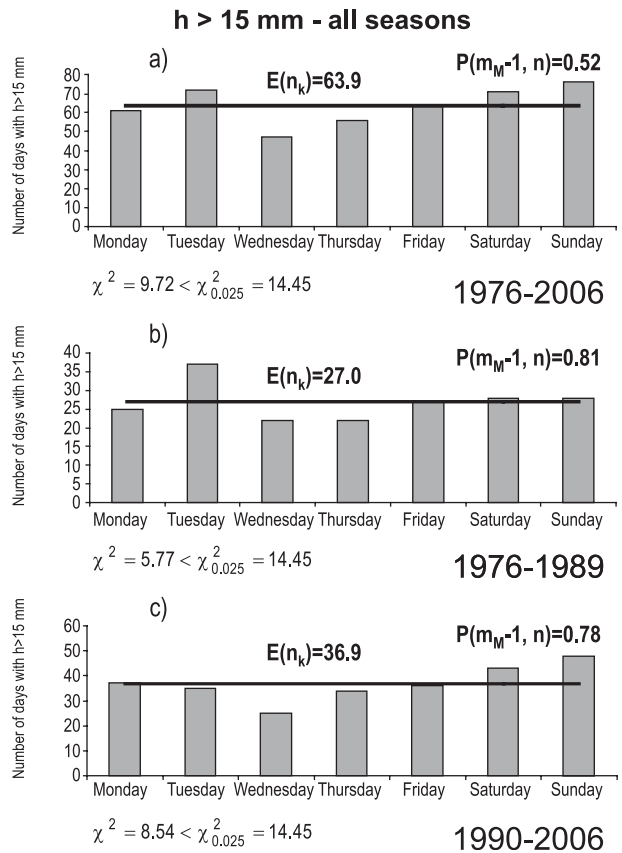 h > 15 mm - all seasons
a)
E(nₖ)=63.9
P(m_M-1, n)=0.52
Number of days with h>15 mm
80
70
60
50
40
30
20
10
0
Monday Tuesday Wednesday Thursday Friday Saturday Sunday
χ² = 9.72 < χ²₀.₀₂₅ = 14.45
1976-2006
b)
E(nₖ)=27.0
P(m_M-1, n)=0.81
Number of days with h>15 mm
40
35
30
25
20
15
10
5
0
Monday Tuesday Wednesday Thursday Friday Saturday Sunday
χ² = 5.77 < χ²₀.₀₂₅ = 14.45
1976-1989
c)
E(nₖ)=36.9
P(m_M-1, n)=0.78
Number of days with h>15 mm
60
50
40
30
20
10
0
Monday Tuesday Wednesday Thursday Friday Saturday Sunday
χ² = 8.54 < χ²₀.₀₂₅ = 14.45
1990-2006